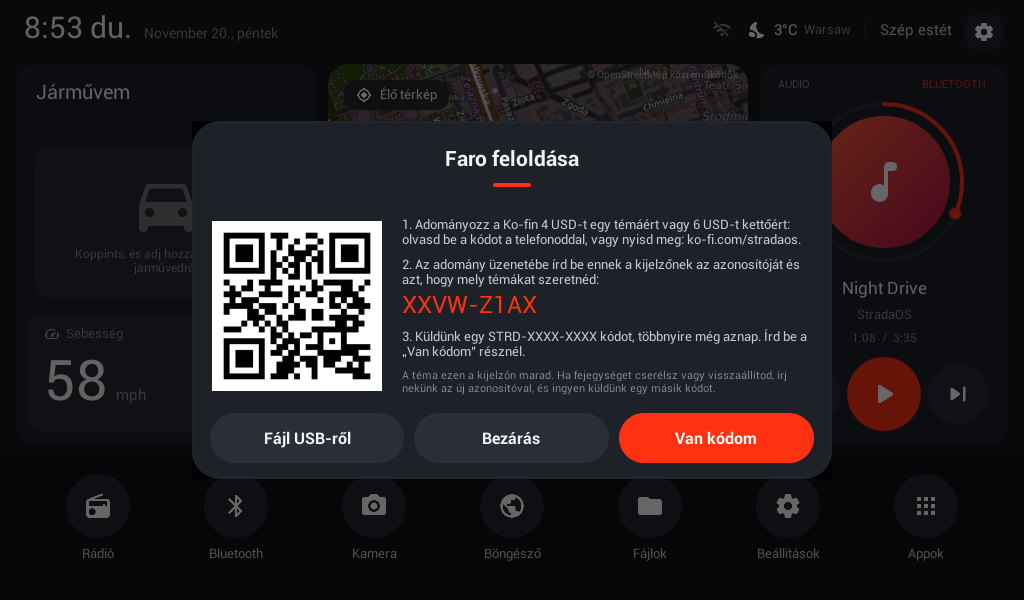 8:53 du.
November 20., péntek
3°C
Warsaw
Szép estét
Járművem
Élő térkép
© OpenStreetMap közreműködők
Złota
Zgoda
Chmielna
AUDIO
BLUETOOTH
Faro feloldása
1. Adományozz a Ko-fin 4 USD-t egy témáért vagy 6 USD-t kettőért:
olvasd be a kódot a telefonoddal, vagy nyisd meg: ko-fi.com/stradaos.
2. Az adomány üzenetébe írd be ennek a kijelzőnek az azonosítóját és
azt, hogy mely témákat szeretnéd:
XXVW-Z1AX
3. Küldünk egy STRD-XXXX-XXXX kódot, többnyire még aznap. Írd be a
„Van kódom” résznél.
A téma ezen a kijelzőn marad. Ha fejegységet cserélsz vagy visszaállítod, írj
nekünk az új azonosítóval, és ingyen küldünk egy másik kódot.
Fájl USB-ről
Bezárás
Van kódom
Koppints, és adj
Sebesség
58 mph
Night Drive
StradaOS
1:08 / 3:35
Rádió
Bluetooth
Kamera
Böngésző
Fájlok
Beállítások
Appok